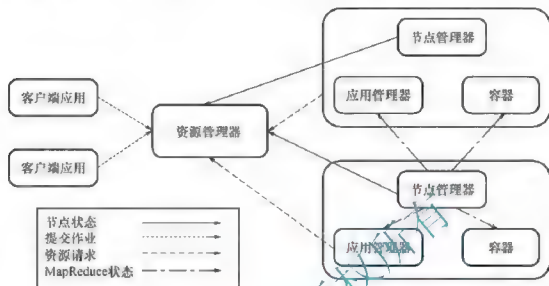 节点管理器
客户端应用
应用管理器
容器
资源管理器
客户端应用
节点管理器
应用管理器
容器
节点状态
提交作业
资源请求
MapReduce状态